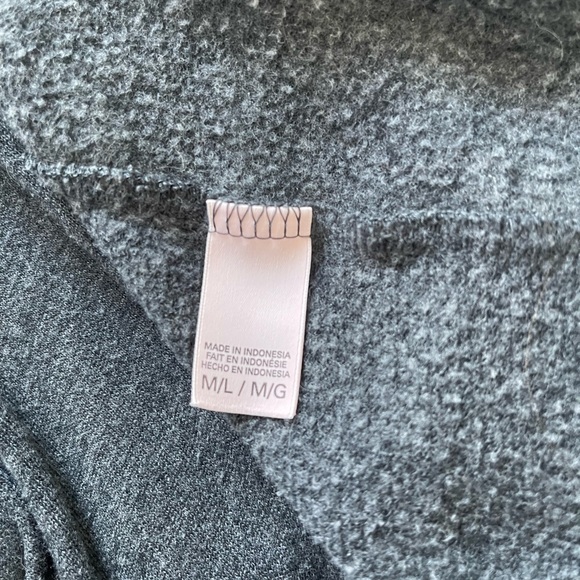 MADE IN INDONESIA
FAIT EN INDONÉSIE
HECHO EN INDONESIA
M/L / M/G